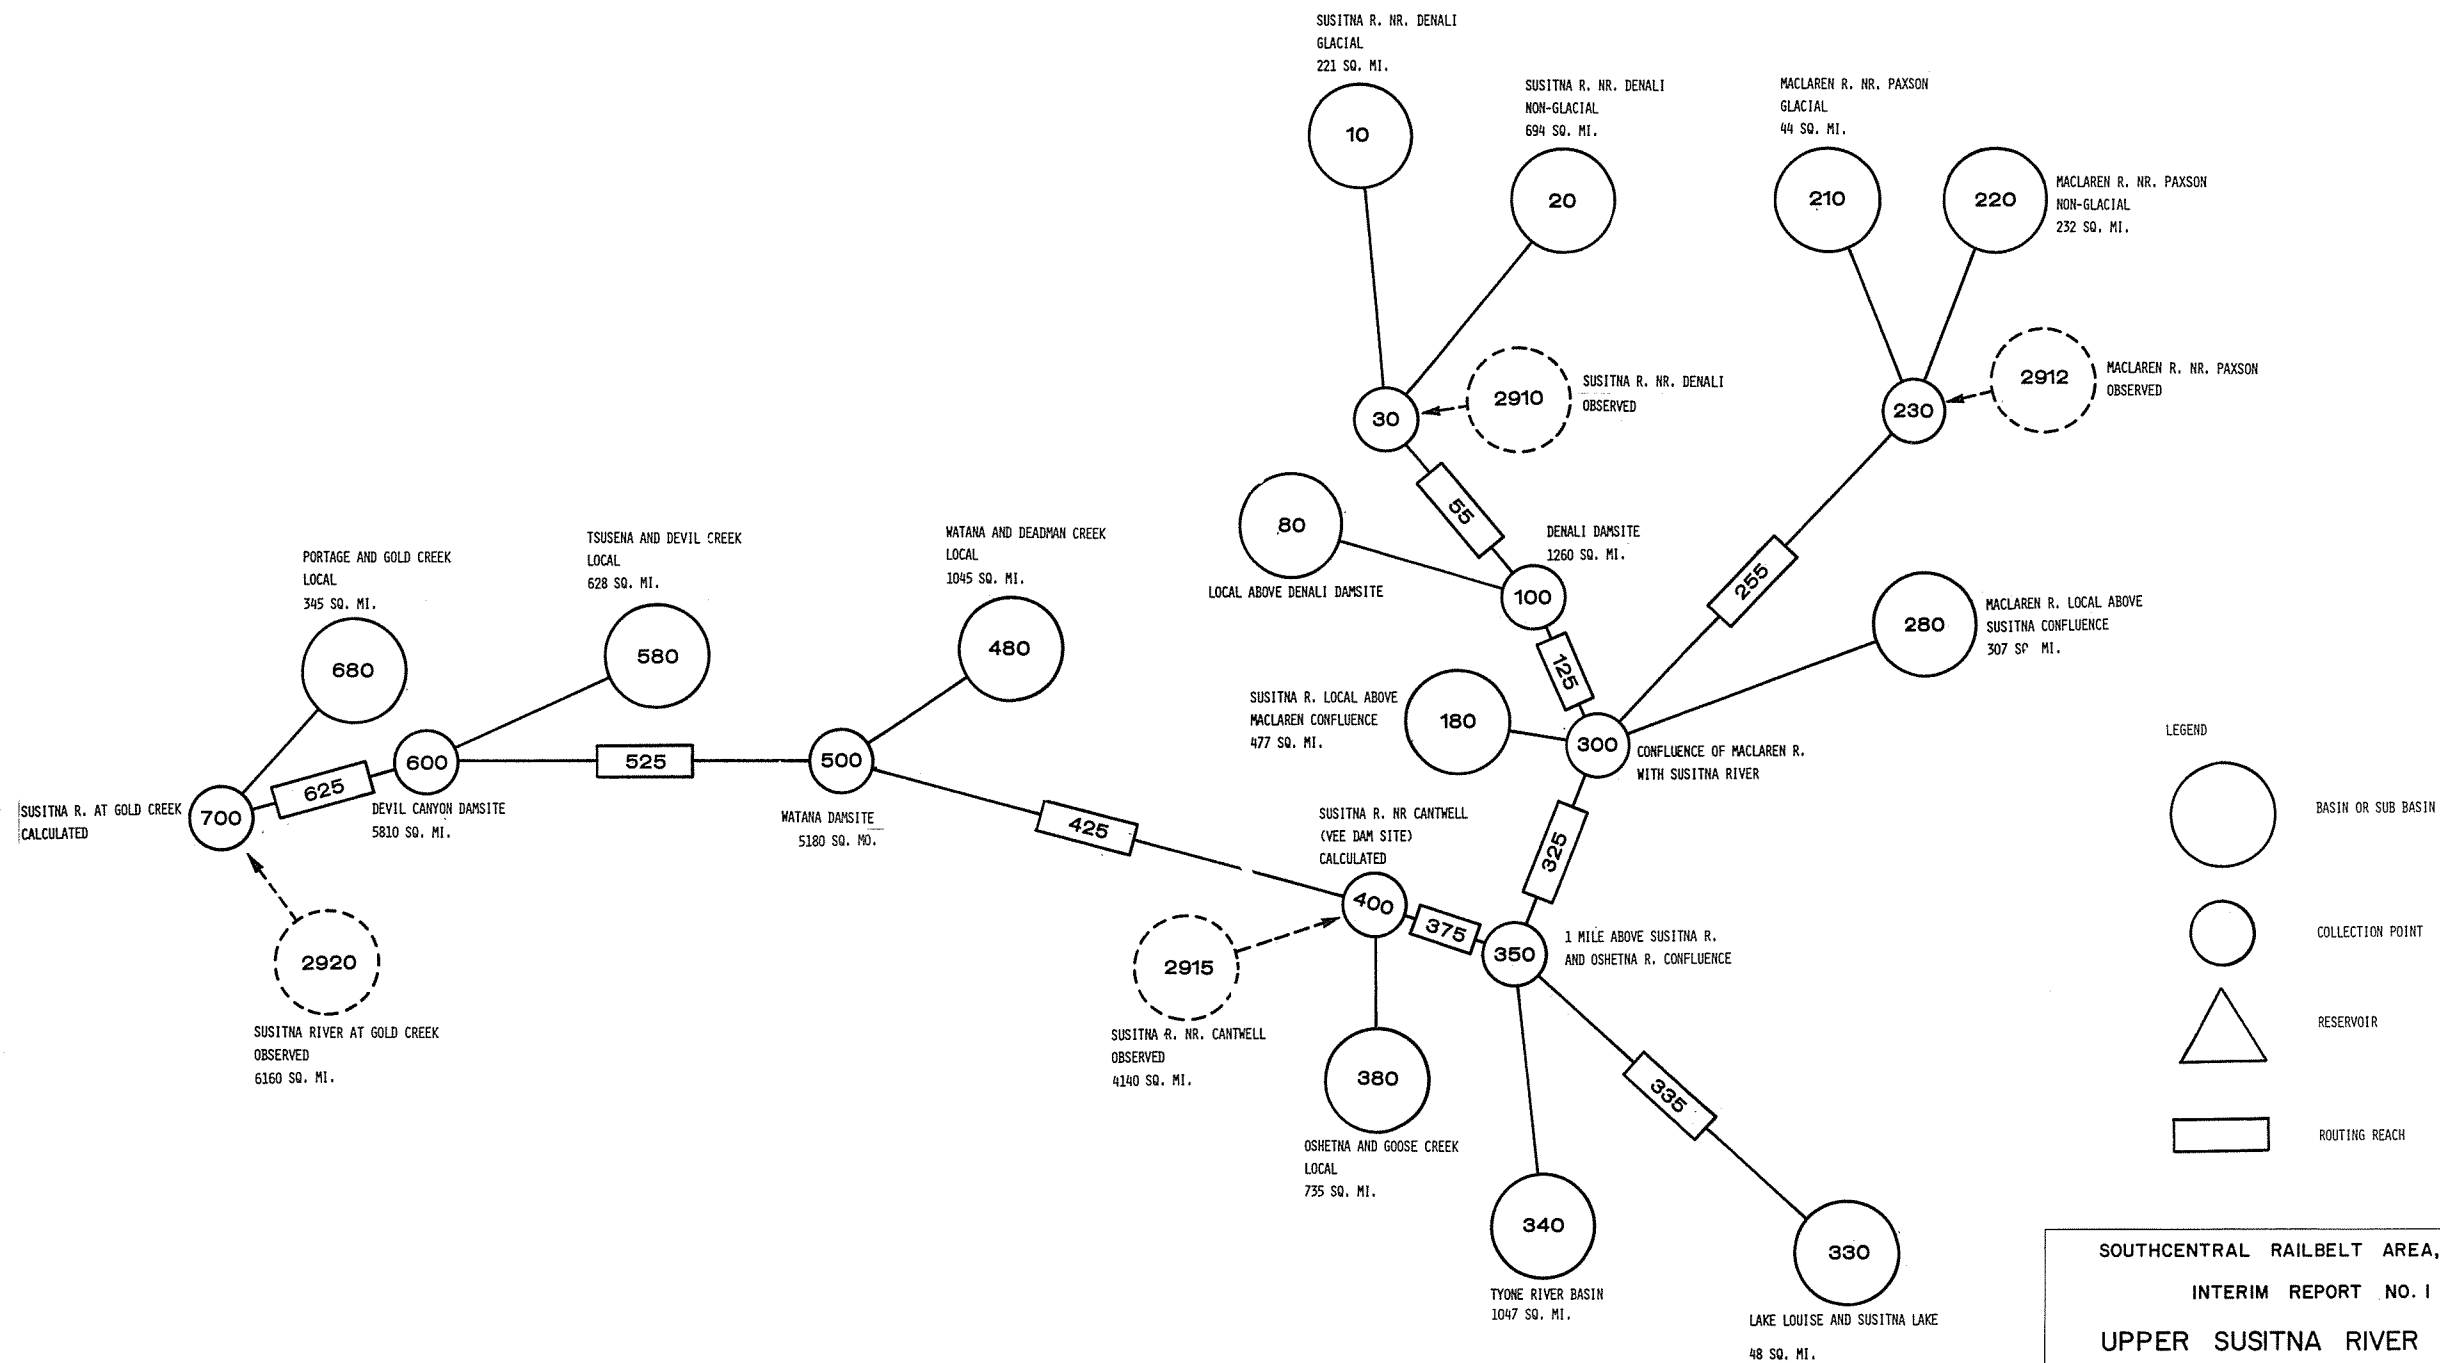 SUSITNA R. NR. DENALI
GLACIAL
221 SQ. MI.
10
SUSITNA R. NR. DENALI
NON-GLACIAL
694 SQ. MI.
20
MACLAREN R. NR. PAXSON
GLACIAL
44 SQ. MI.
210
220
MACLAREN R. NR. PAXSON
NON-GLACIAL
232 SQ. MI.
30
2910
SUSITNA R. NR. DENALI
OBSERVED
230
2912
MACLAREN R. NR. PAXSON
OBSERVED
55
80
LOCAL ABOVE DENALI DAMSITE
DENALI DAMSITE
1260 SQ. MI.
100
255
280
MACLAREN R. LOCAL ABOVE
SUSITNA CONFLUENCE
307 MI.
125
SUSITNA R. LOCAL ABOVE
MACLAREN CONFLUENCE
477 SQ. MI.
180
300
CONFLUENCE OF MACLAREN R.
WITH SUSITNA RIVER
PORTAGE AND GOLD CREEK
LOCAL
345 SQ. MI.
680
TSUSENA AND DEVIL CREEK
LOCAL
628 SQ. MI.
580
WATANA AND DEADMAN CREEK
LOCAL
1045 SQ. MI.
480
SUSITNA R. AT GOLD CREEK
CALCULATED
700
625
600
DEVIL CANYON DAMSITE
5810 SQ. MI.
525
500
WATANA DAMSITE
5180 SQ. MO.
425
SUSITNA R. NR CANTWELL
(VEE DAM SITE)
CALCULATED
400
375
325
350
1 MILE ABOVE SUSITNA R.
AND OSHETNA R. CONFLUENCE
2920
SUSITNA RIVER AT GOLD CREEK
OBSERVED
6160 SQ. MI.
2915
SUSITNA R. NR. CANTWELL
OBSERVED
4140 SQ. MI.
380
OSHETNA AND GOOSE CREEK
LOCAL
735 SQ. MI.
335
340
TYONE RIVER BASIN
1047 SQ. MI.
330
LAKE LOUISE AND SUSITNA LAKE
48 SQ. MI.
LEGEND
BASIN OR SUB BASIN
COLLECTION POINT
RESERVOIR
ROUTING REACH
SOUTHCENTRAL RAILBELT AREA,
INTERIM REPORT NO. 1
UPPER SUSITNA RIVER